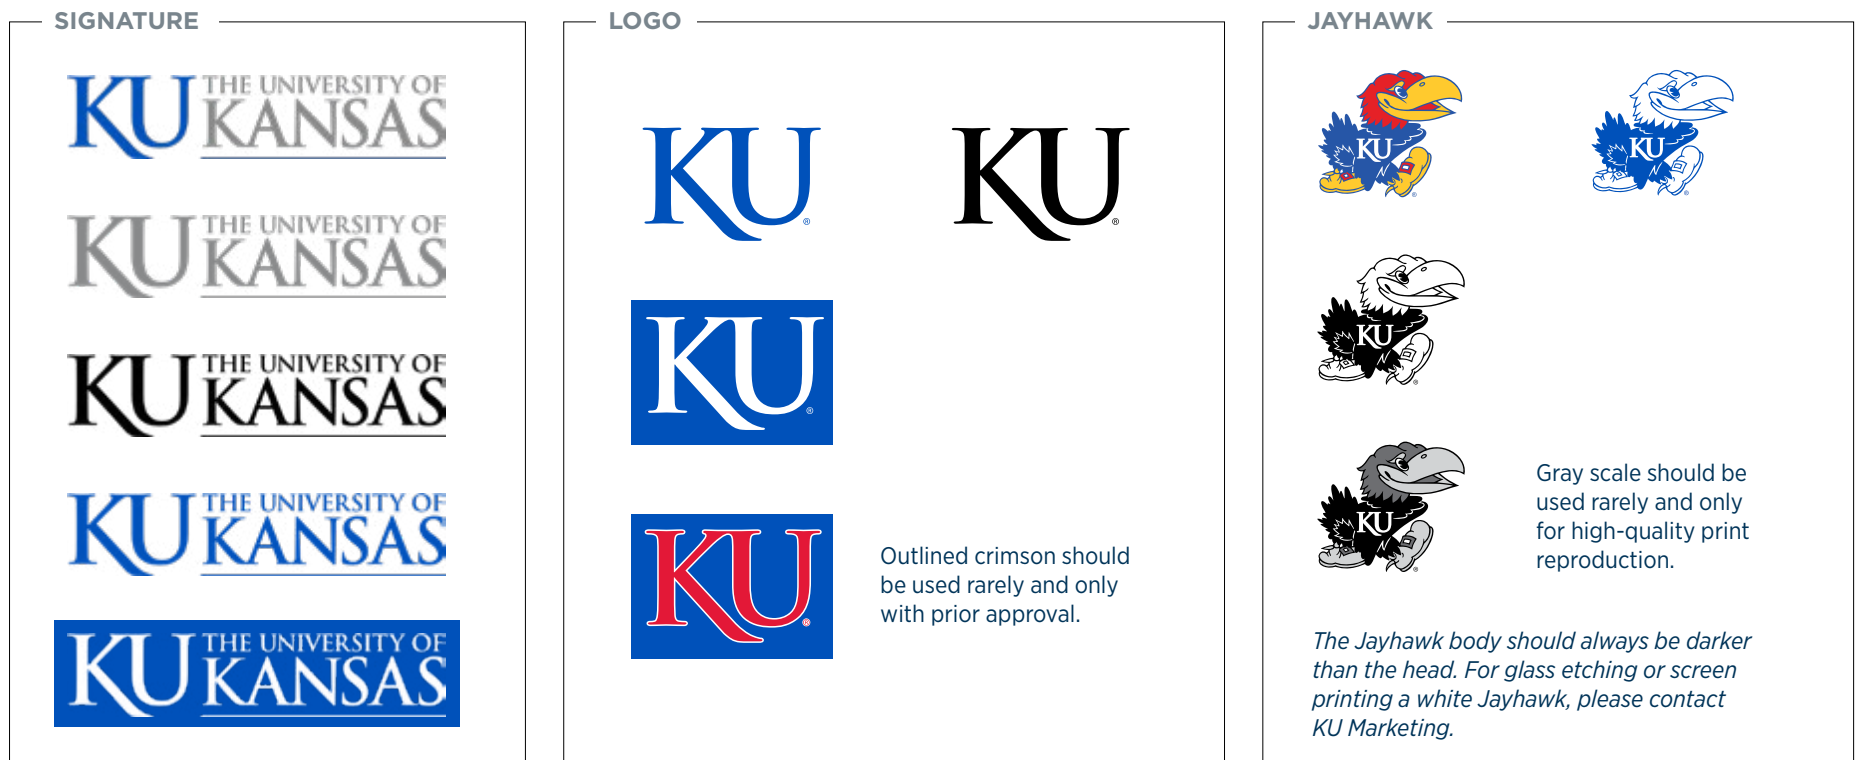 SIGNATURE
KU THE UNIVERSITY OF
KANSAS
KU THE UNIVERSITY OF
KANSAS
KU THE UNIVERSITY OF
KANSAS
KU THE UNIVERSITY OF
KANSAS
KU THE UNIVERSITY OF
KANSAS
LOGO
KU®
KU®
KU®
KU®
Outlined crimson should
be used rarely and only
with prior approval.
JAYHAWK
KU®
KU®
KU®
KU®
Gray scale should be
used rarely and only
for high-quality print
reproduction.
The Jayhawk body should always be darker
than the head. For glass etching or screen
printing a white Jayhawk, please contact
KU Marketing.